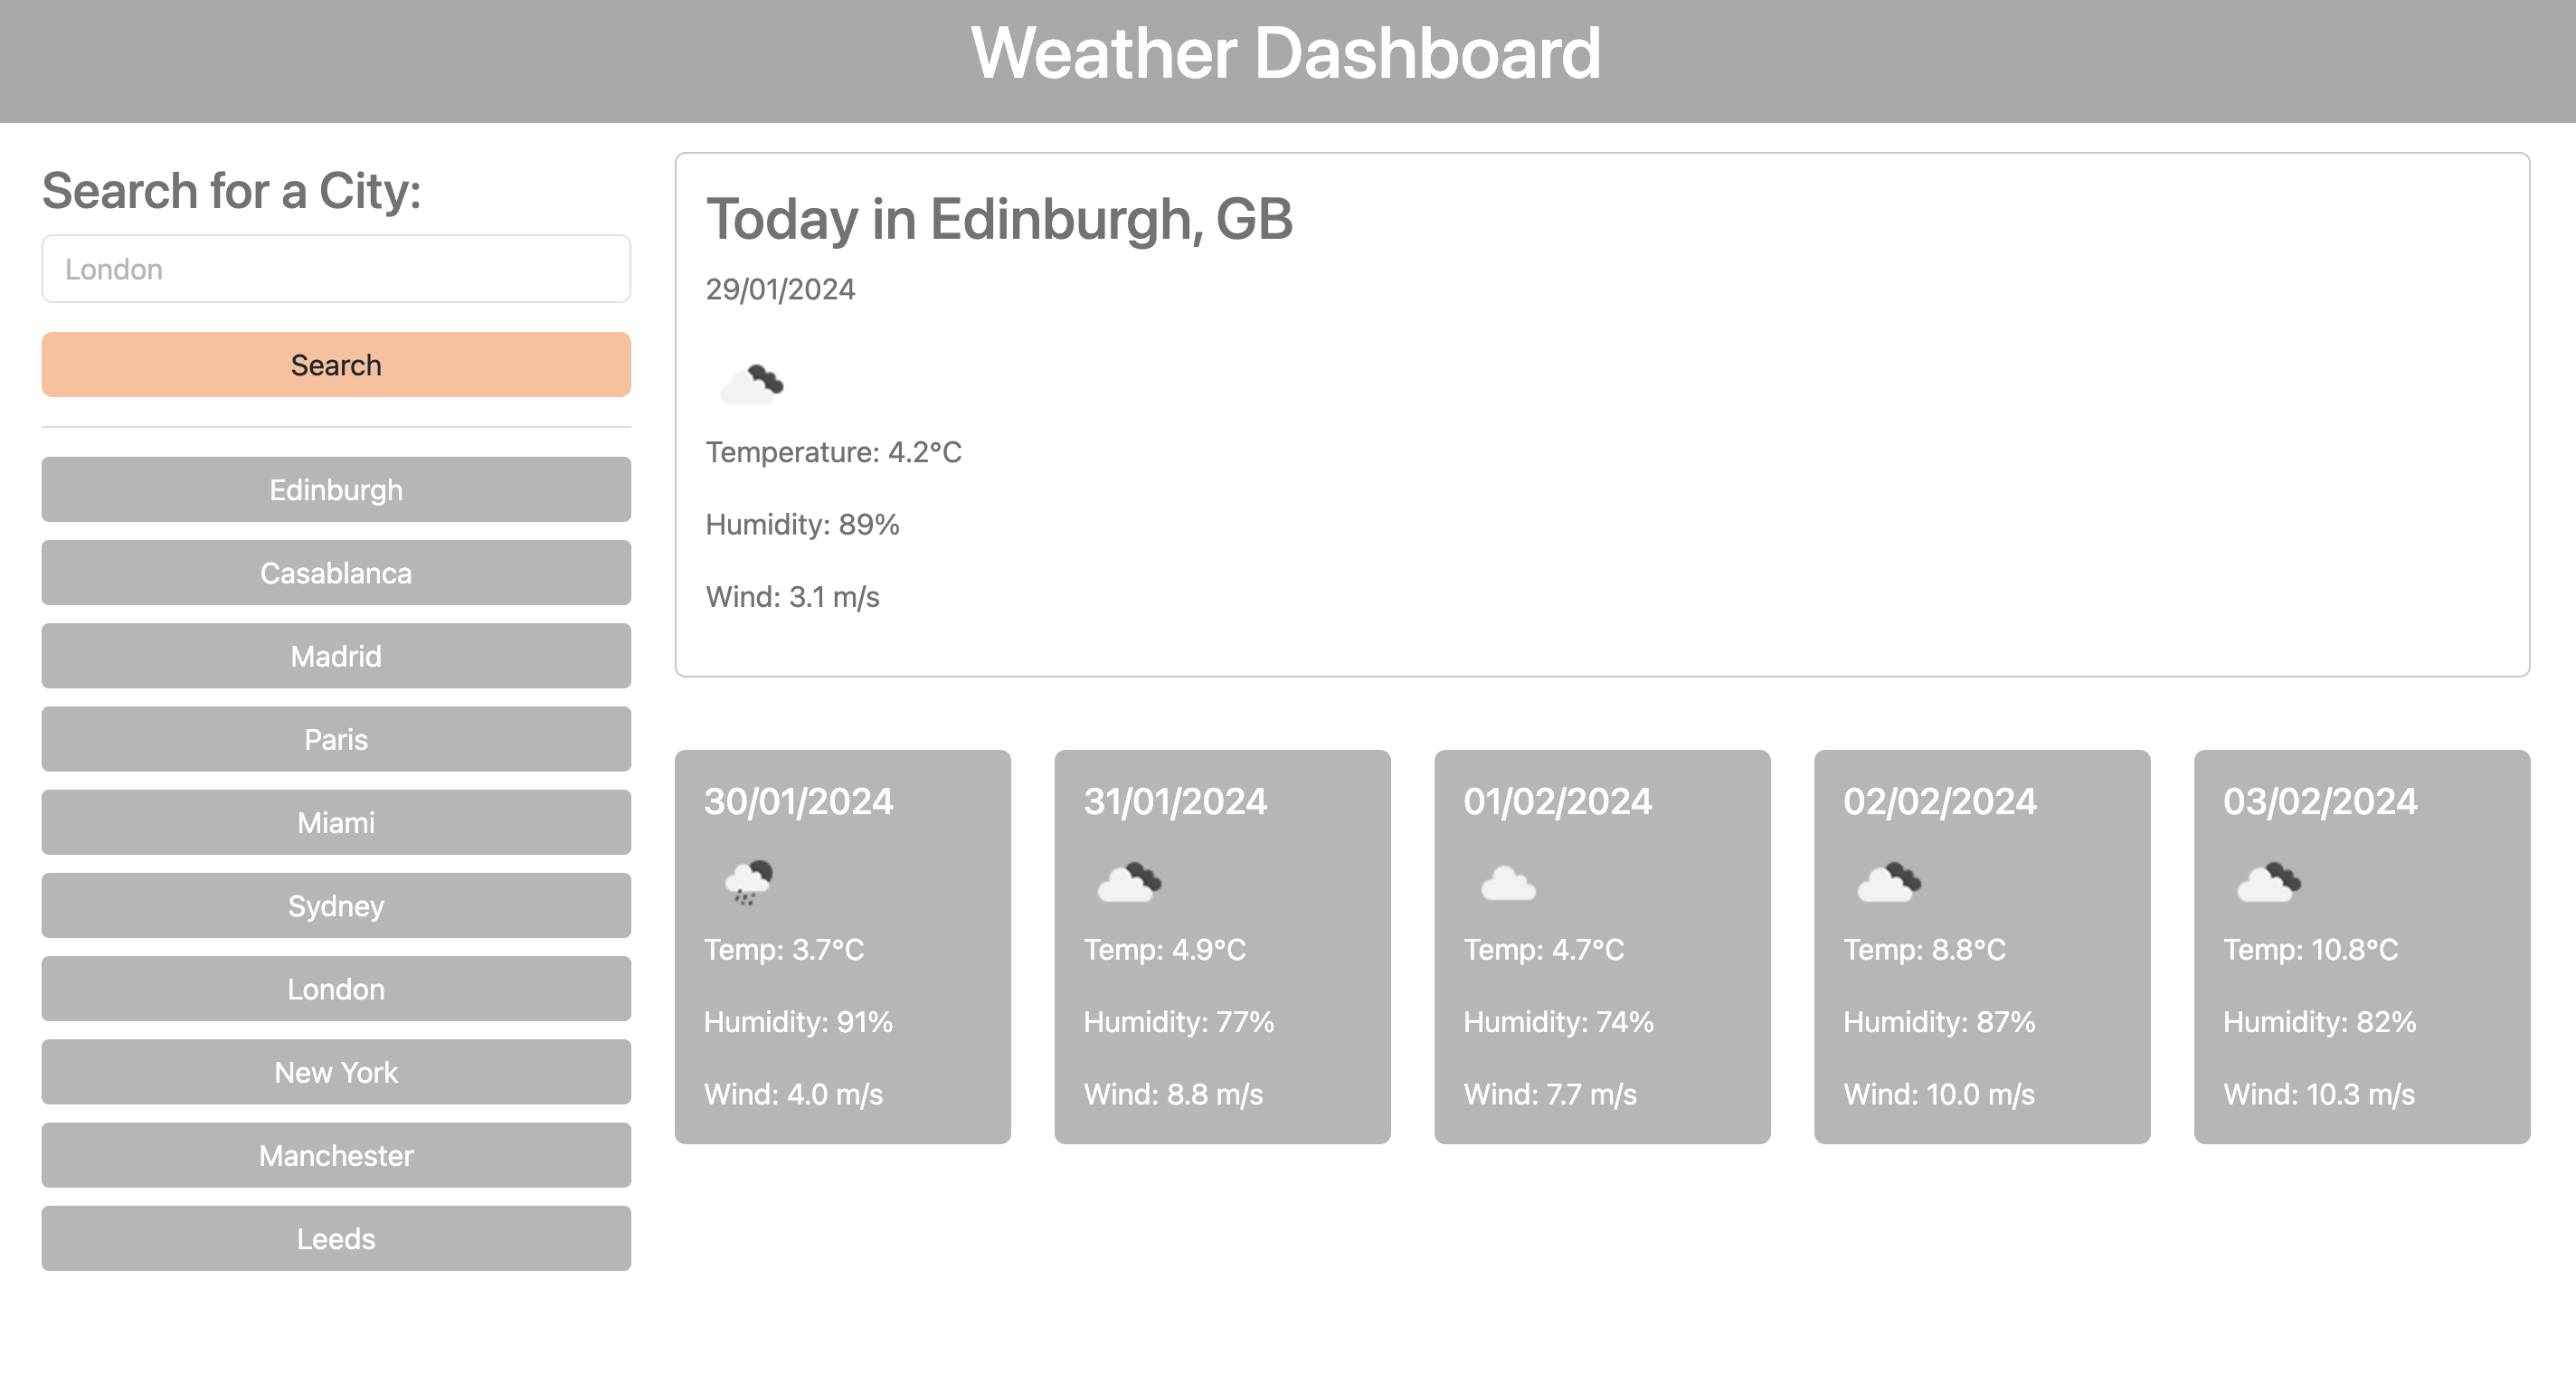 Weather Dashboard
Search for a City:
London
Search
Edinburgh
Casablanca
Madrid
Paris
Miami
Sydney
London
New York
Manchester
Leeds
Today in Edinburgh, GB
29/01/2024
Temperature: 4.2°C
Humidity: 89%
Wind: 3.1 m/s
30/01/2024
Temp: 3.7°C
Humidity: 91%
Wind: 4.0 m/s
31/01/2024
Temp: 4.9°C
Humidity: 77%
Wind: 8.8 m/s
01/02/2024
Temp: 4.7°C
Humidity: 74%
Wind: 7.7 m/s
02/02/2024
Temp: 8.8°C
Humidity: 87%
Wind: 10.0 m/s
03/02/2024
Temp: 10.8°C
Humidity: 82%
Wind: 10.3 m/s